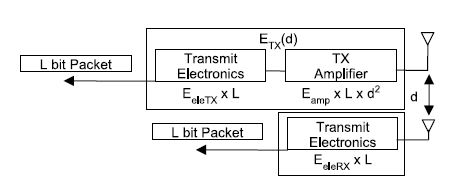 E_TX(d)
L bit Packet
Transmit Electronics
TX Amplifier
E_eleTX x L
E_amp x L x d²
d
L bit Packet
Transmit Electronics
E_eleRX x L